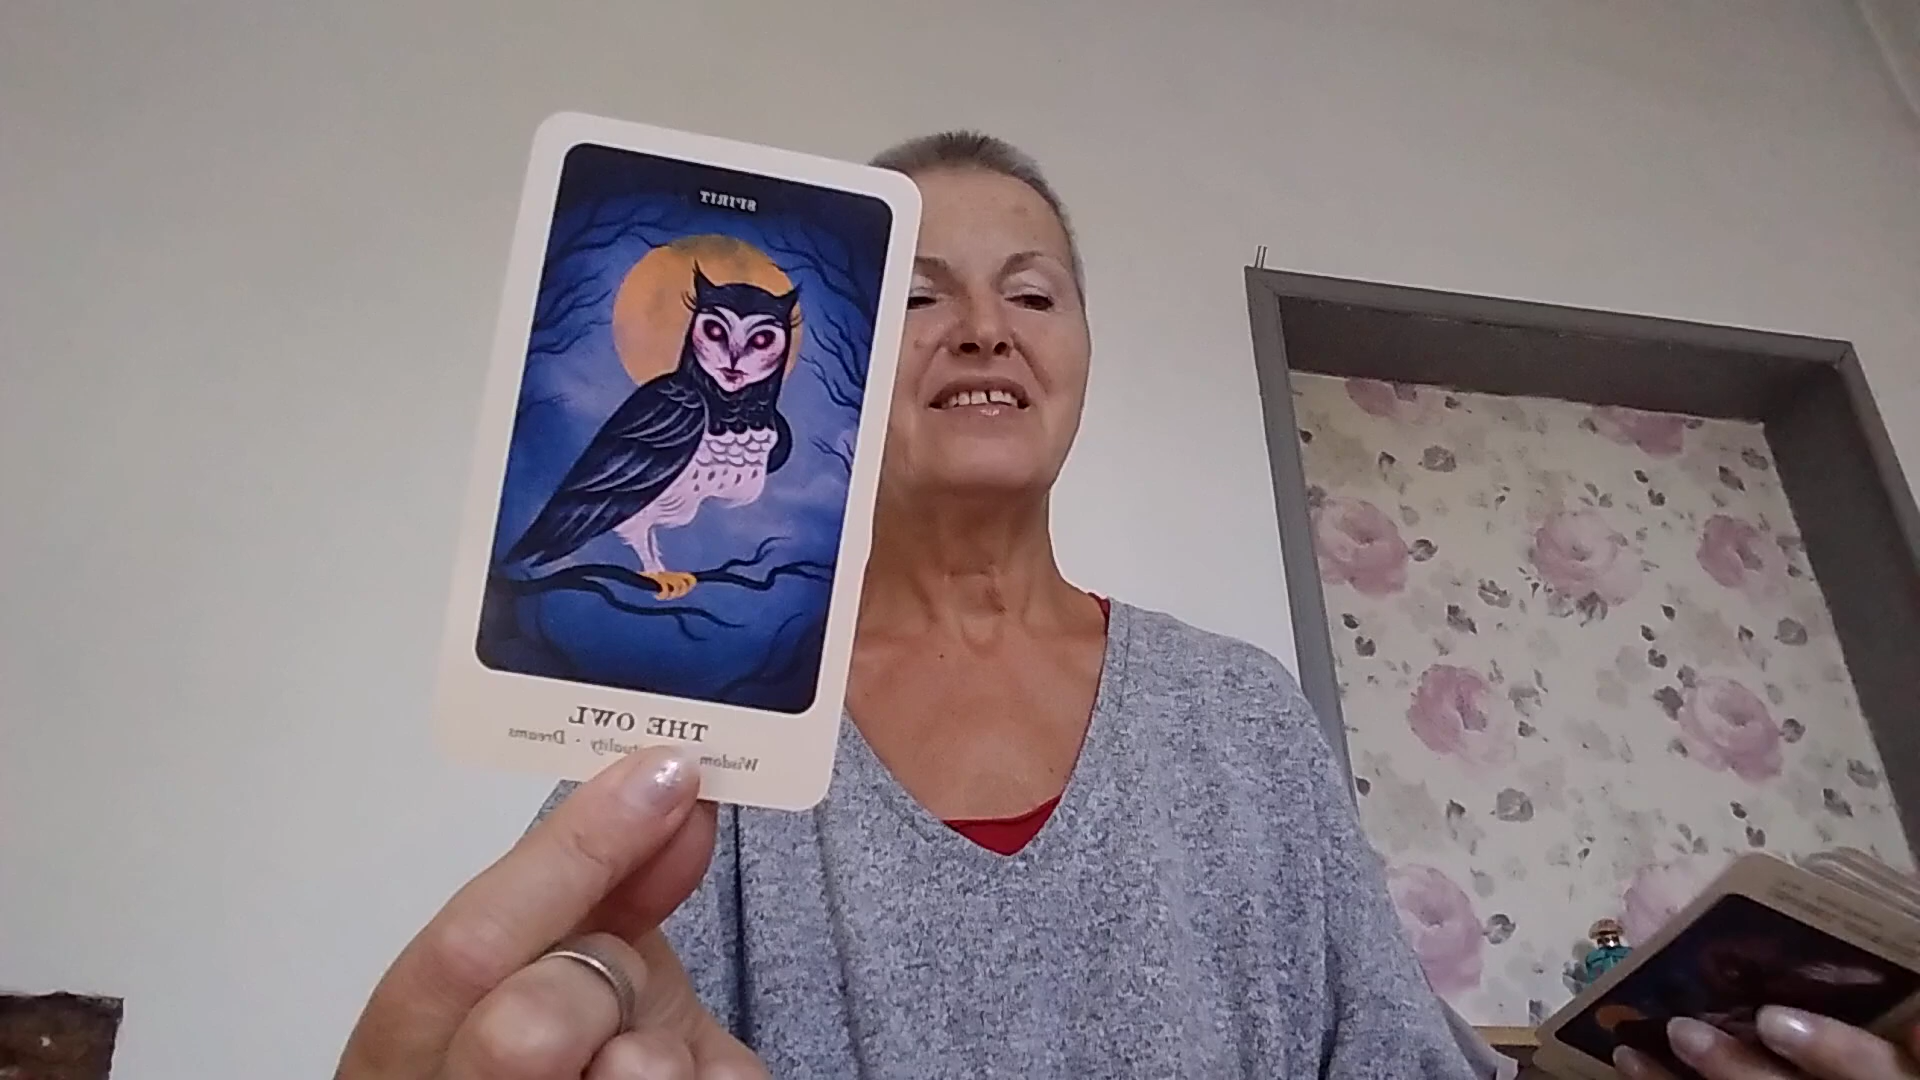 SPIRIT
THE OWL
Wisdom · Dreams